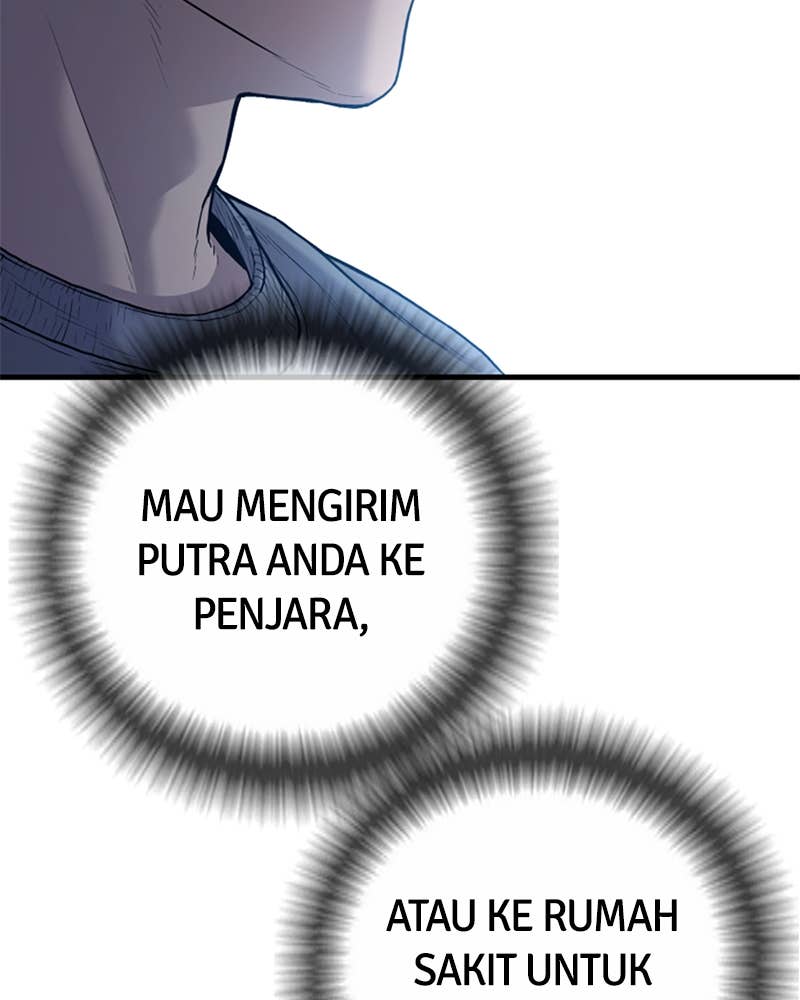 MAU MENGIRIM
PUTRA ANDA KE
PENJARA,
ATAU KE RUMAH
SAKIT UNTUK